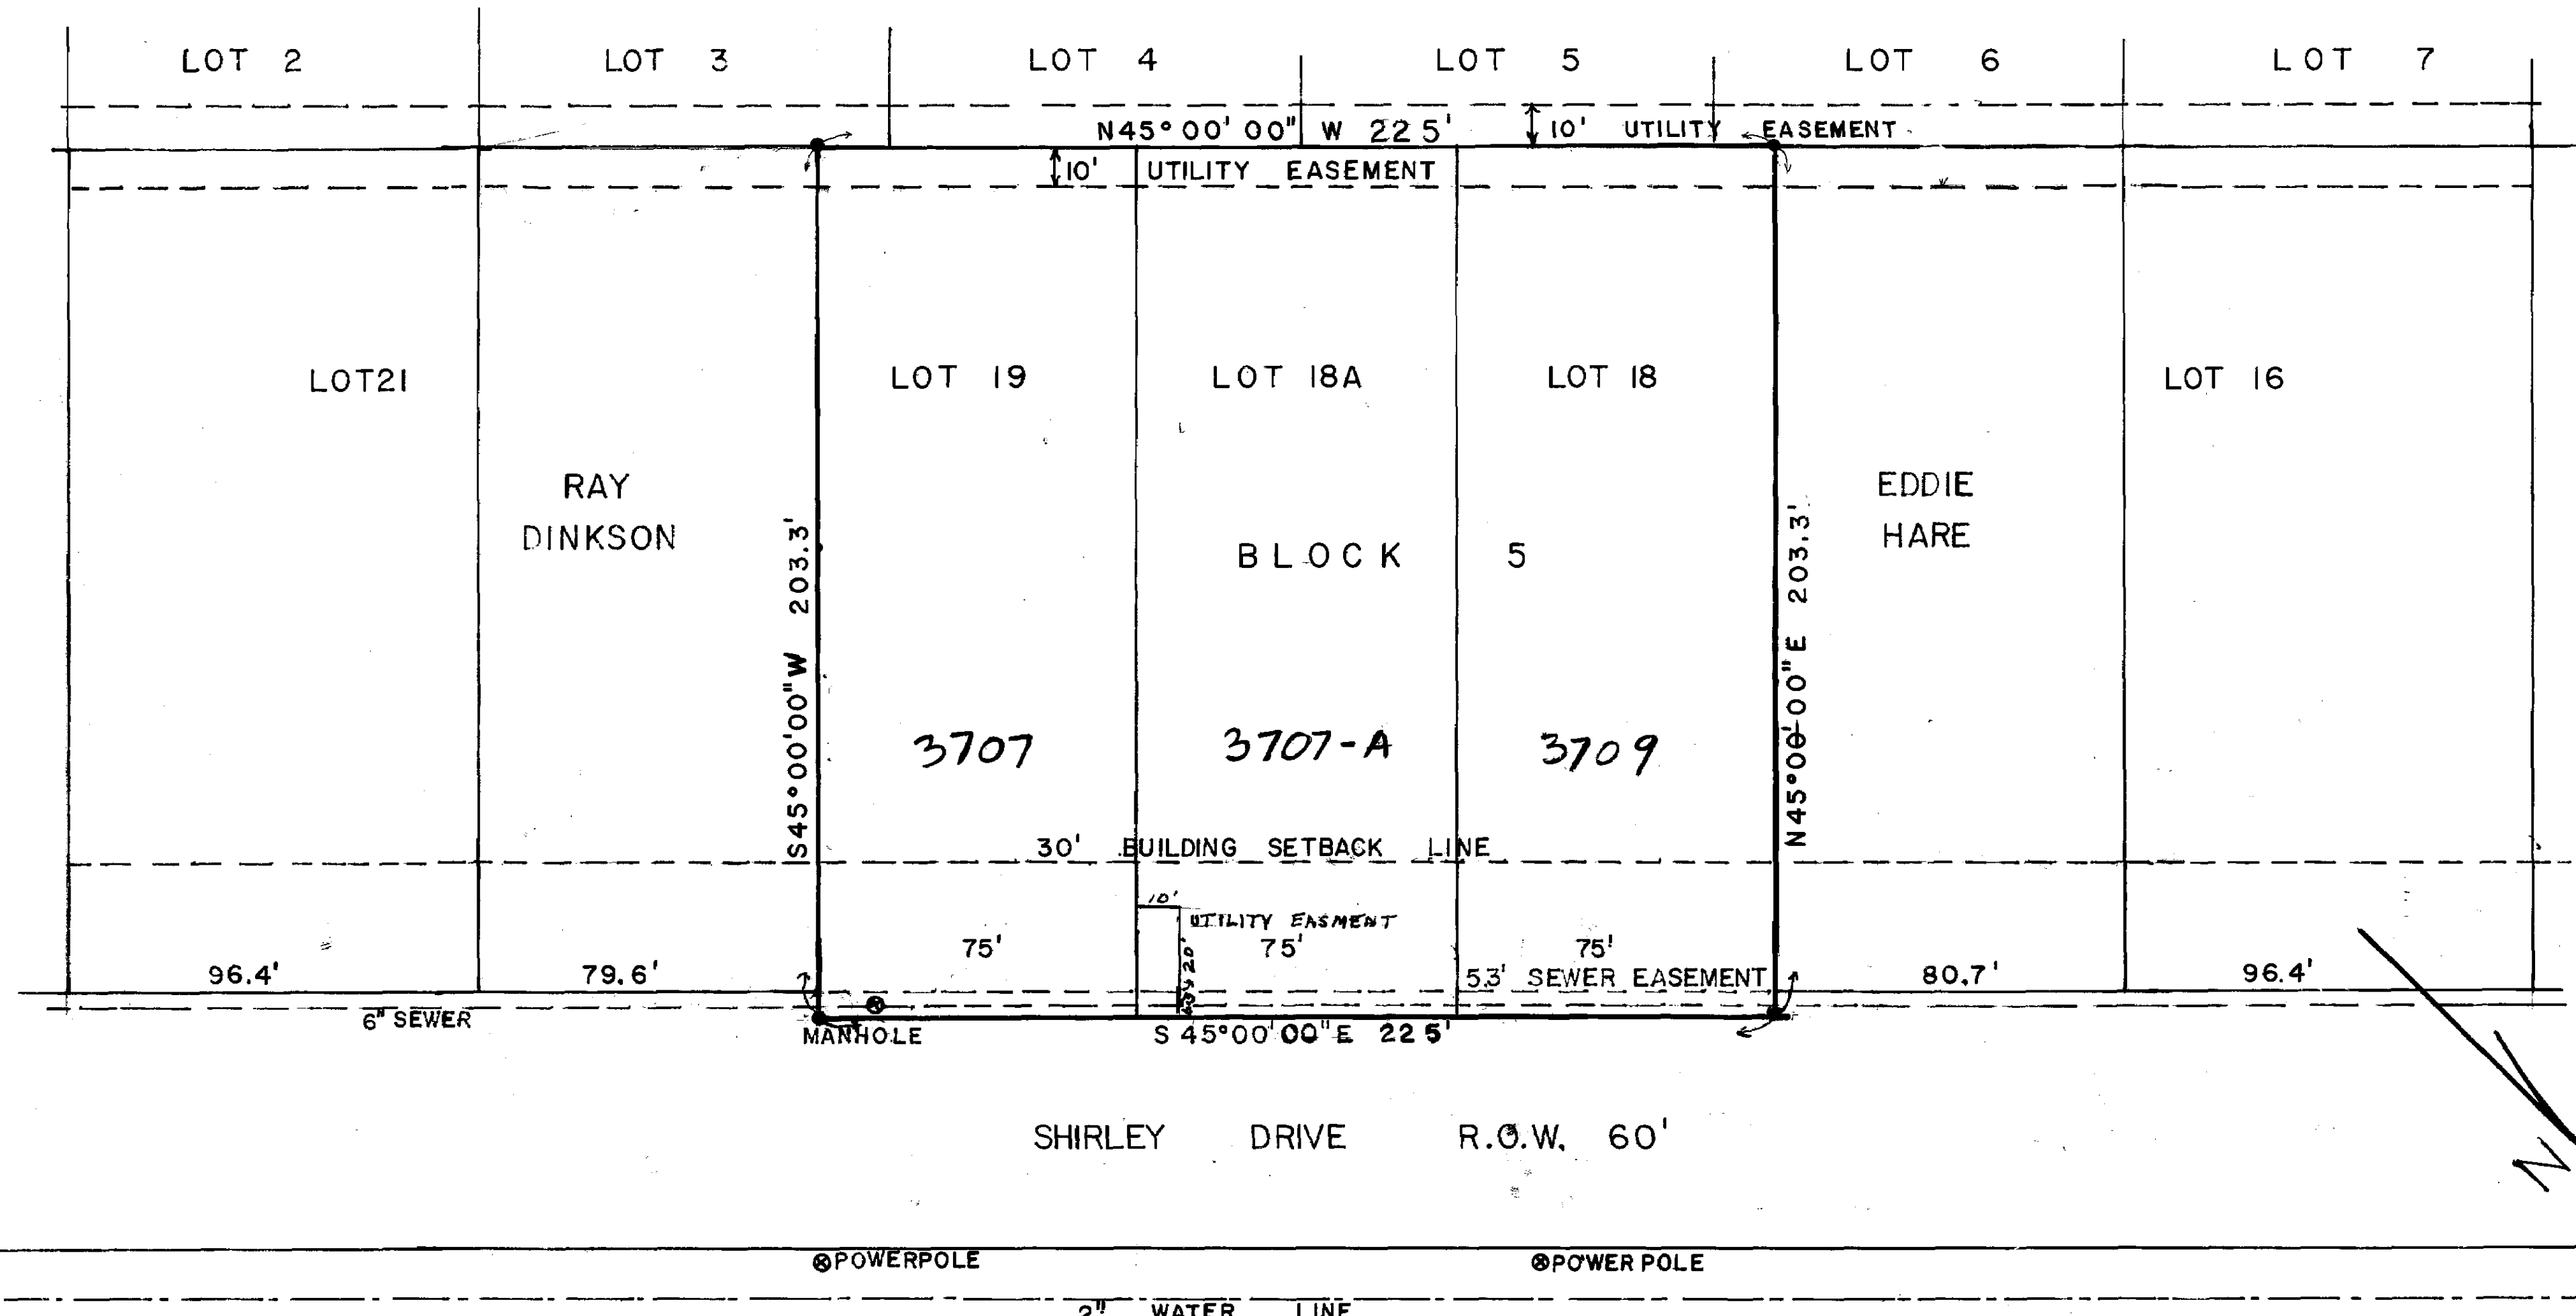 LOT 2 LOT 3 LOT 4 LOT 5 LOT 6 LOT 7
N45°00'00" W 225' 10' UTILITY EASEMENT
10' UTILITY EASEMENT
LOT21 LOT 19 LOT 18A LOT 18 LOT 16
RAY
DINKSON
EDDIE
HARE
BLOCK 5
S45°00'00"W 203.3'
N45°00'00"E 203.3'
3707 3707-A 3709
30' BUILDING SETBACK LINE
10'
UTILITY EASMENT
20'
75' 75' 75'
96.4' 79.6' 53' SEWER EASEMENT 80.7' 96.4'
6" SEWER
MANHOLE S 45°00'00"E 225'
SHIRLEY DRIVE R.O.W. 60'
N
POWERPOLE POWER POLE
2" WATER LINE